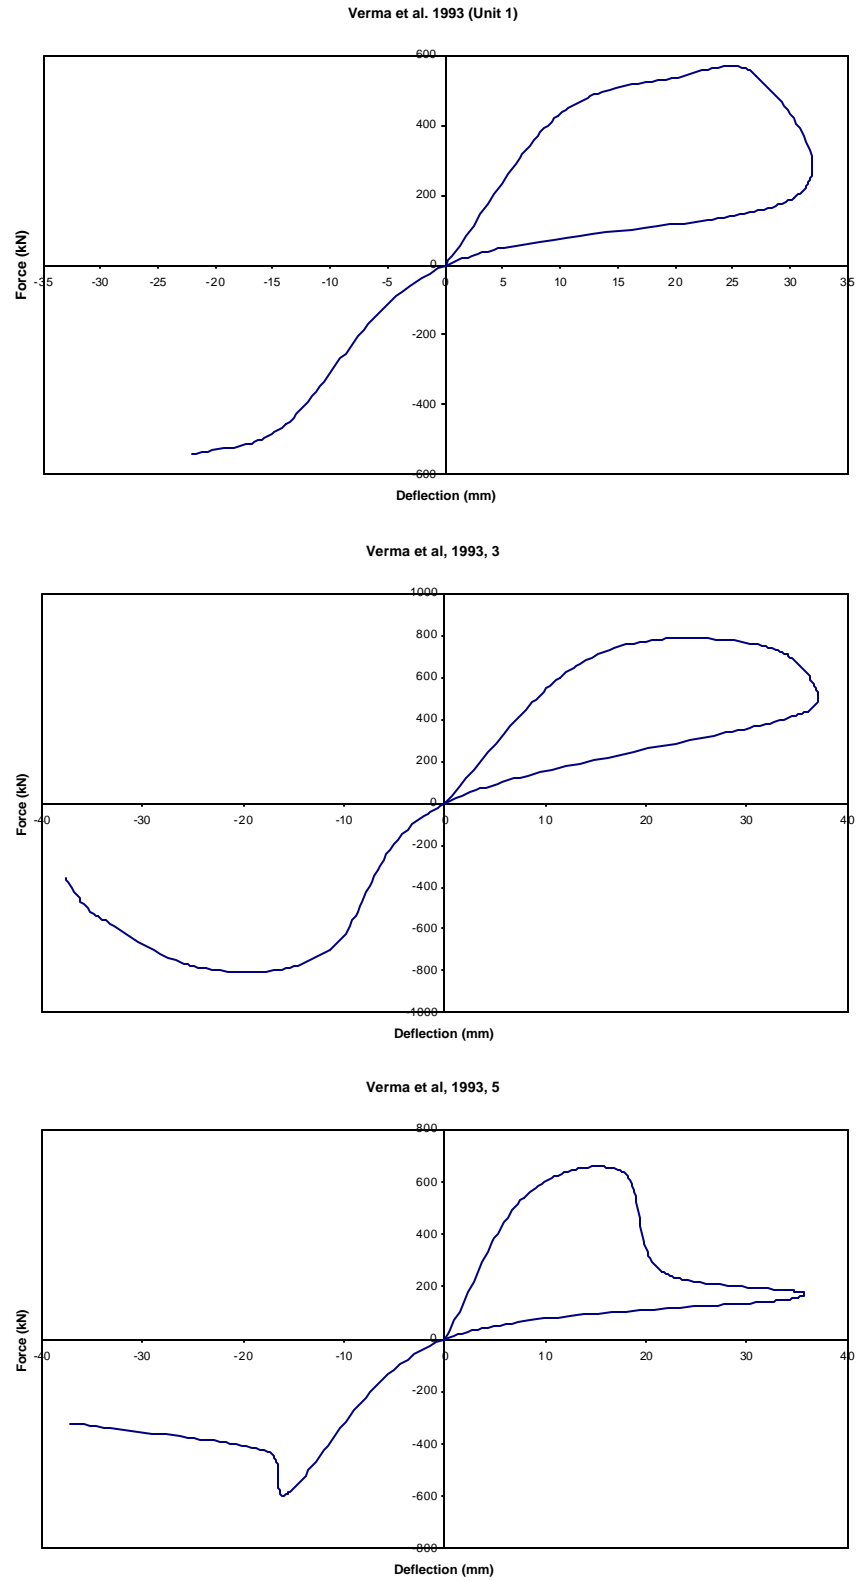 Verma et al. 1993 (Unit 1)
600
400
200
0
-35 -30 -25 -20 -15 -10 -5 0 5 10 15 20 25 30 35
-200
-400
-600
Force (kN)
Deflection (mm)
Verma et al, 1993, 3
1000
800
600
400
200
0
-40 -30 -20 -10 0 10 20 30 40
-200
-400
-600
-800
-1000
Force (kN)
Deflection (mm)
Verma et al, 1993, 5
800
600
400
200
0
-40 -30 -20 -10 0 10 20 30 40
-200
-400
-600
-800
Force (kN)
Deflection (mm)